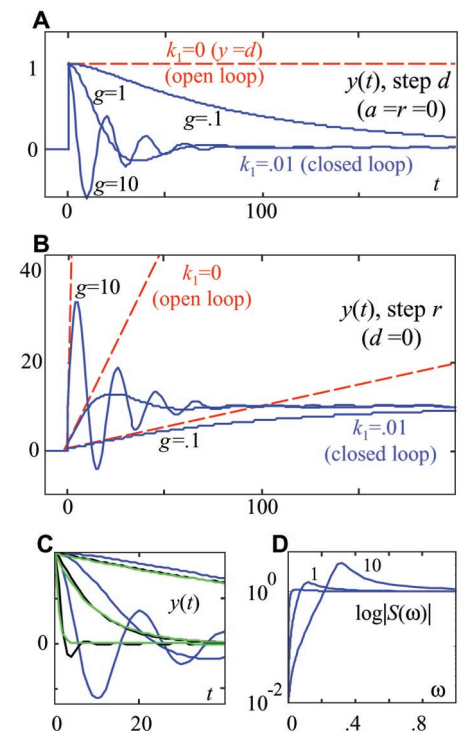 A
1
k₁=0 (y=d)
(open loop)
y(t), step d
(a=r=0)
g=1
g=.1
0
k₁=.01 (closed loop)
g=10
t
0
100
B
40
k₁=0
(open loop)
g=10
y(t), step r
(d=0)
20
g=.1
k₁=.01
(closed loop)
0
0
100
C
y(t)
0
t
0
20
D
10
1
10⁰
log|S(ω)|
ω
10⁻²
0
.4
.8